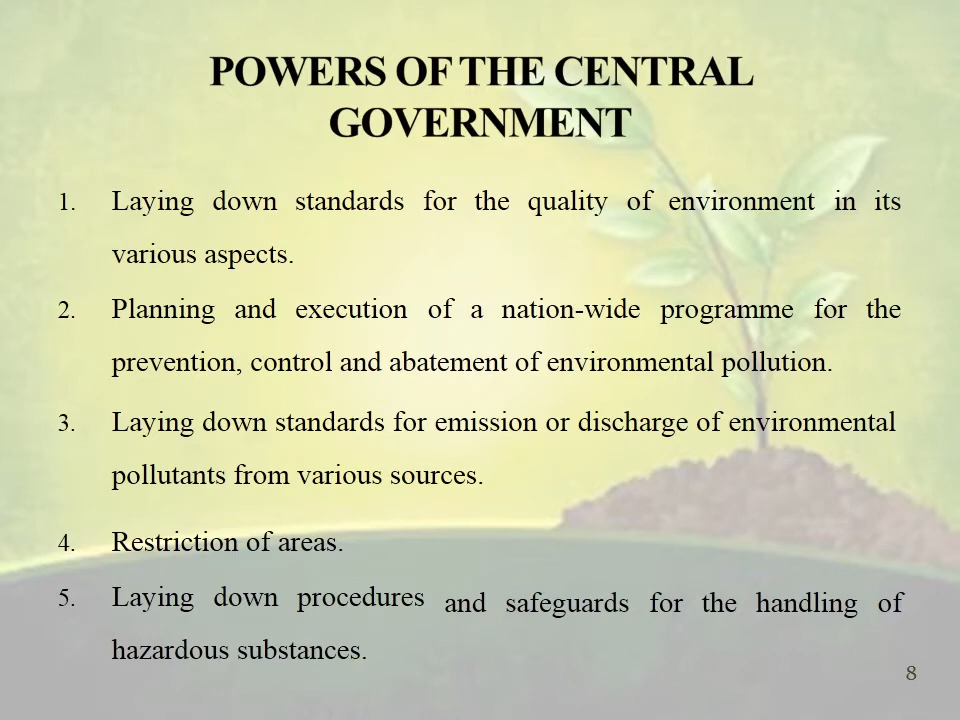 POWERS OF THE CENTRAL
GOVERNMENT
1. Laying down standards for the quality of environment in its
various aspects.
2. Planning and execution of a nation-wide programme for the
prevention, control and abatement of environmental pollution.
3. Laying down standards for emission or discharge of environmental
pollutants from various sources.
4. Restriction of areas.
5. Laying down procedures and safeguards for the handling of
hazardous substances.
8